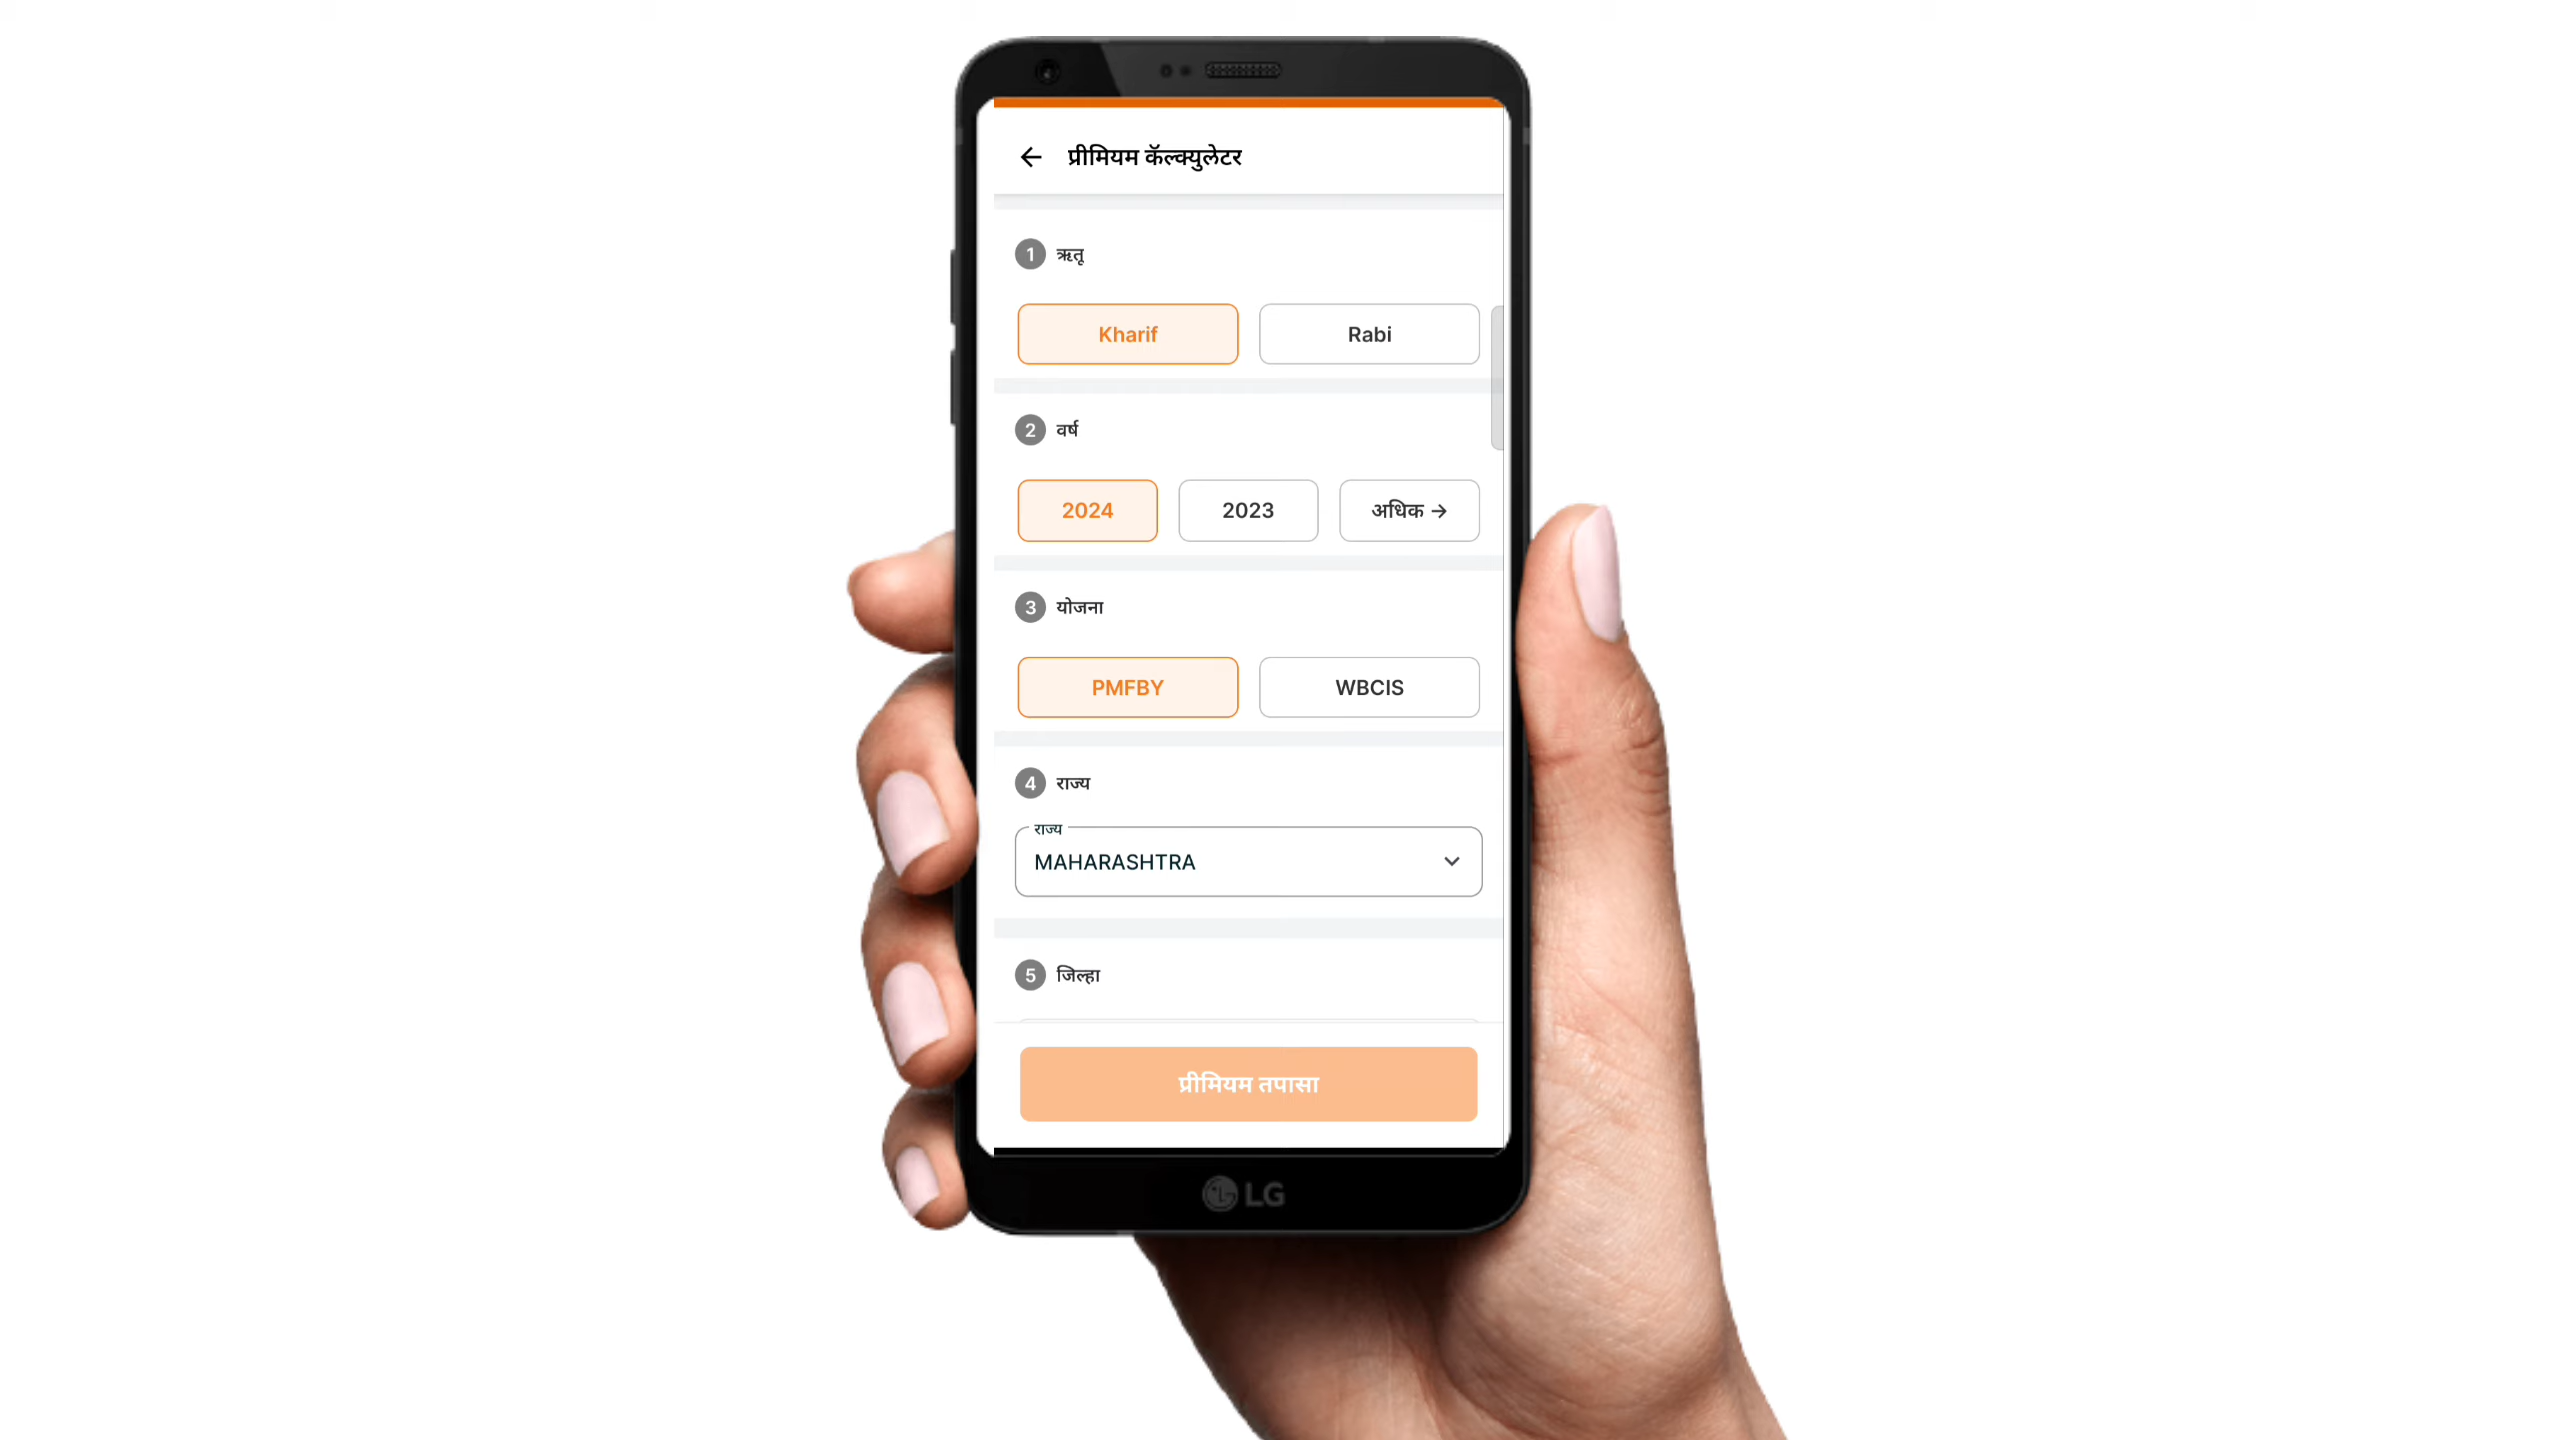 प्रीमियम कॅल्क्युलेटर
1 ऋतू
Kharif Rabi
2 वर्ष
2024 2023 अधिक →
3 योजना
PMFBY WBCIS
4 राज्य
राज्य
MAHARASHTRA
5 जिल्हा
प्रीमियम तपासा
LG